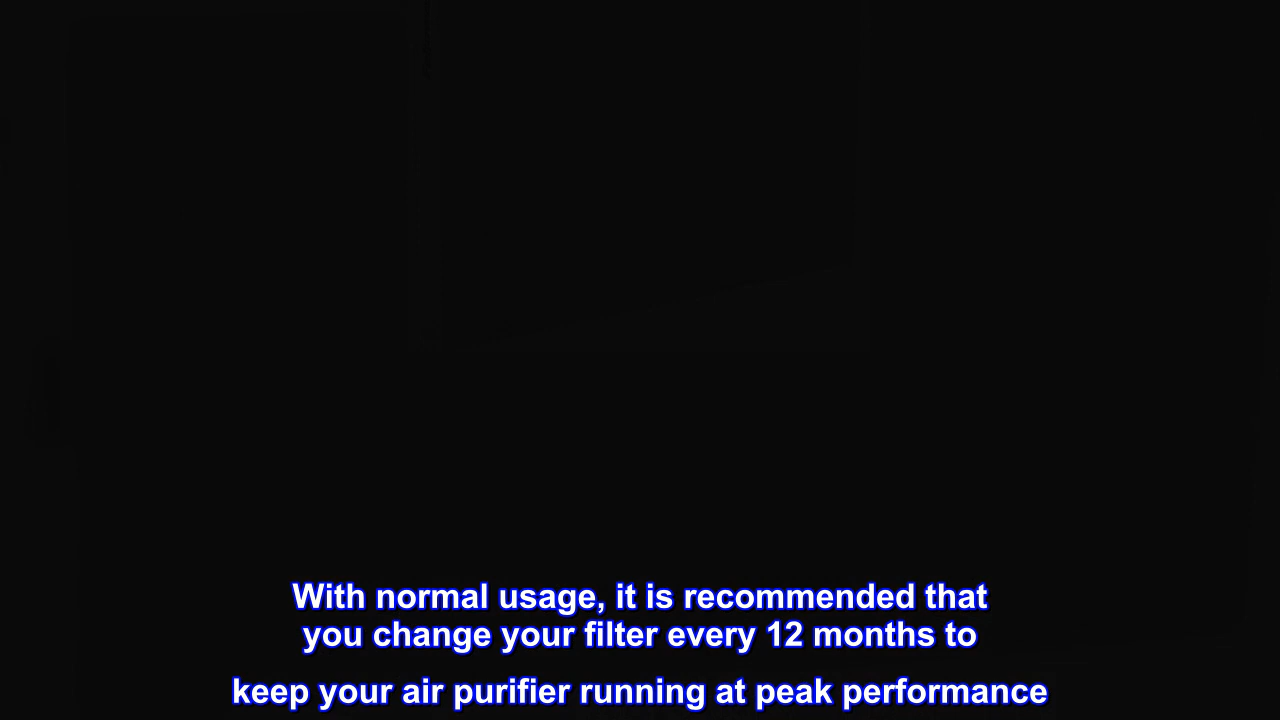 With normal usage, it is recommended that
you change your filter every 12 months to
keep your air purifier running at peak performance